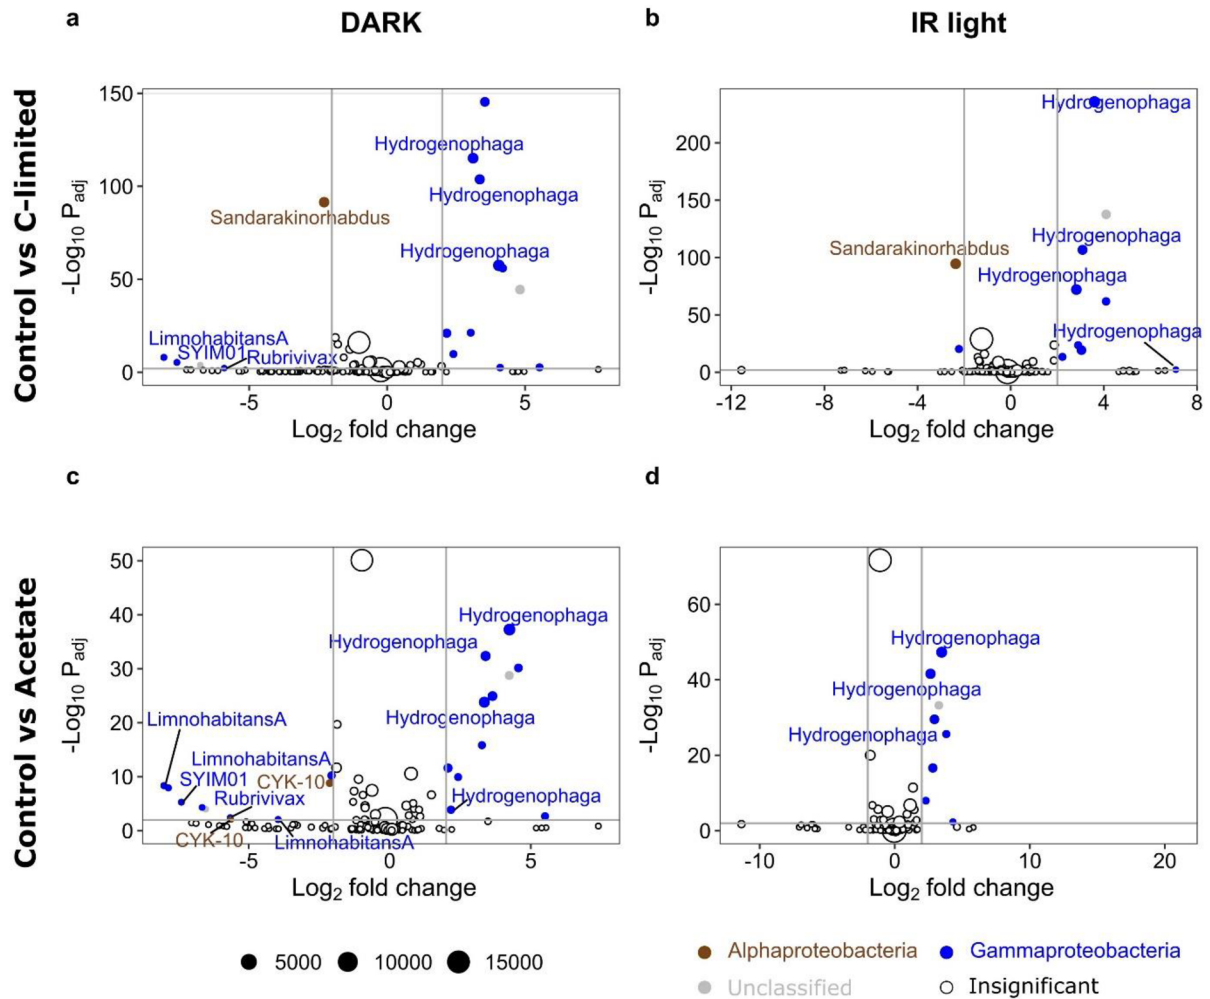 a
DARK
b
IR light
Control vs C-limited
-Log10 Padj
150
100
50
0
Hydrogenophaga
Hydrogenophaga
Sandarakinorhabdus
Hydrogenophaga
LimnohabitansA
SYIM01
Rubrivivax
-5
0
5
Log2 fold change
-Log10 Padj
200
150
100
50
0
Hydrogenophaga
Hydrogenophaga
Sandarakinorhabdus
Hydrogenophaga
Hydrogenophaga
-12
-8
-4
0
4
8
Log2 fold change
c
d
Control vs Acetate
-Log10 Padj
50
40
30
20
10
0
Hydrogenophaga
Hydrogenophaga
Hydrogenophaga
LimnohabitansA
LimnohabitansA
SYIM01
CYK-10
Rubrivivax
Hydrogenophaga
CYK-10
LimnohabitansA
-5
0
5
Log2 fold change
-Log10 Padj
60
40
20
0
Hydrogenophaga
Hydrogenophaga
Hydrogenophaga
-10
0
10
20
Log2 fold change
5000
10000
15000
Alphaproteobacteria
Gammaproteobacteria
Unclassified
Insignificant